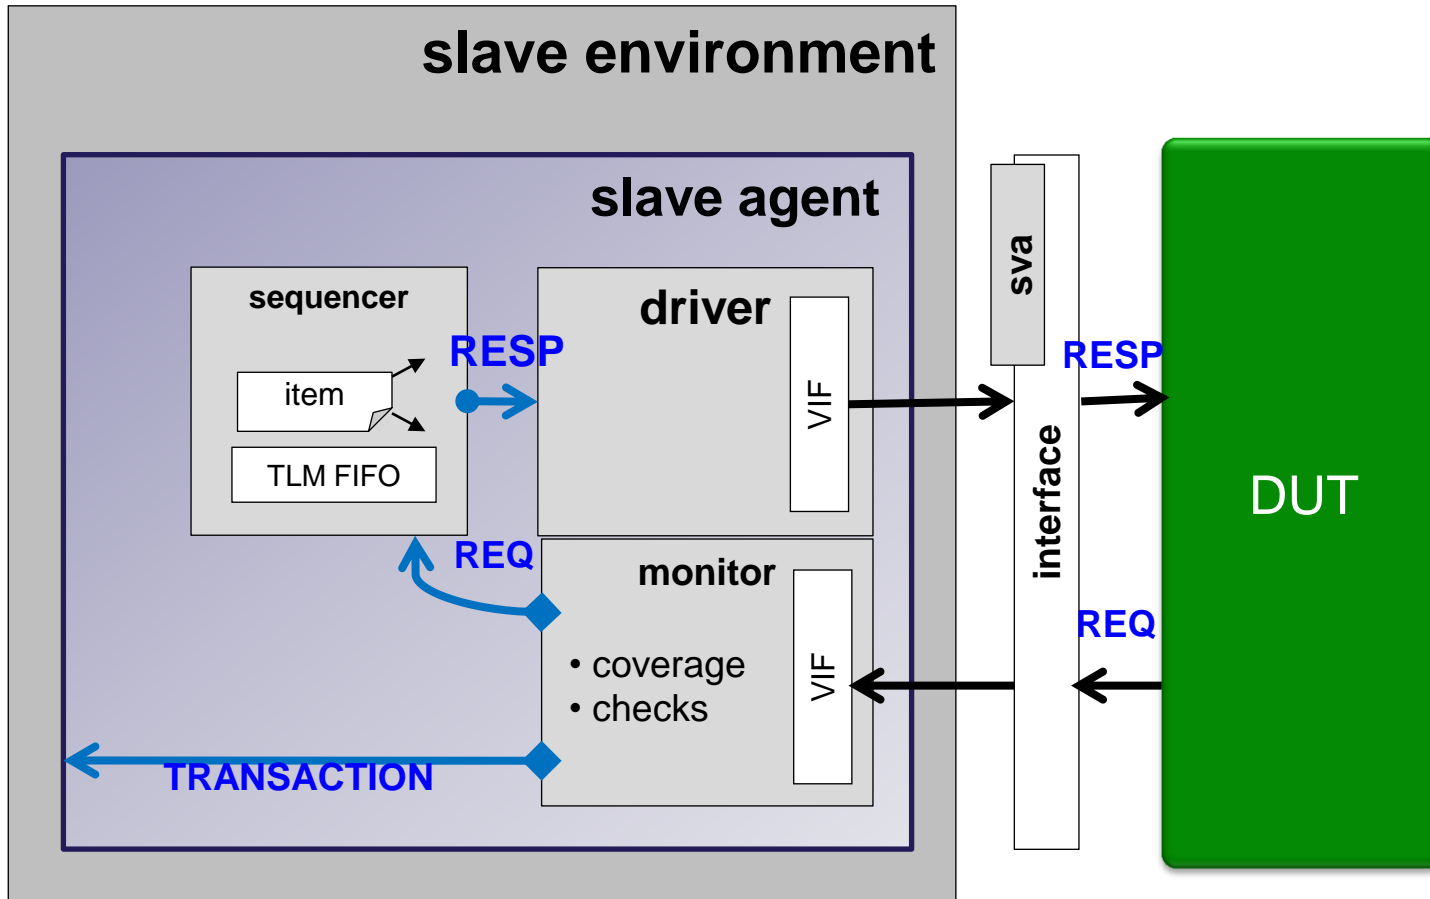 slave environment
slave agent
sequencer
item
TLM FIFO
RESP
driver
VIF
sva
interface
RESP
DUT
REQ
monitor
• coverage
• checks
VIF
REQ
TRANSACTION